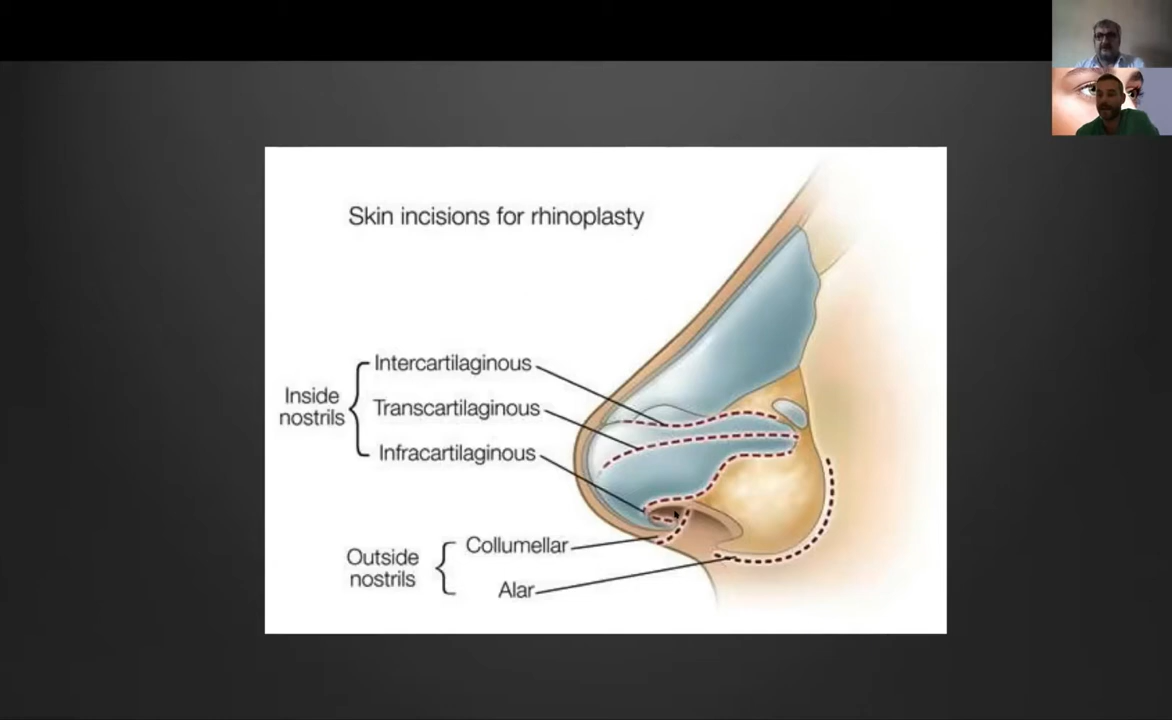 Skin incisions for rhinoplasty
Inside
nostrils
Intercartilaginous
Transcartilaginous
Infracartilaginous
Outside
nostrils
Collumellar
Alar